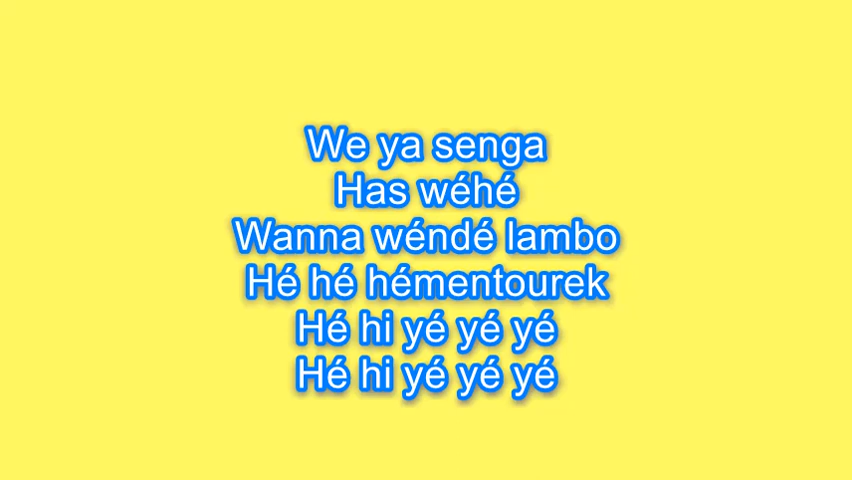 We ya senga
Has wéhé
Wanna wéndé lambo
Hé hé hémentourek
Hé hi yé yé yé
Hé hi yé yé yé